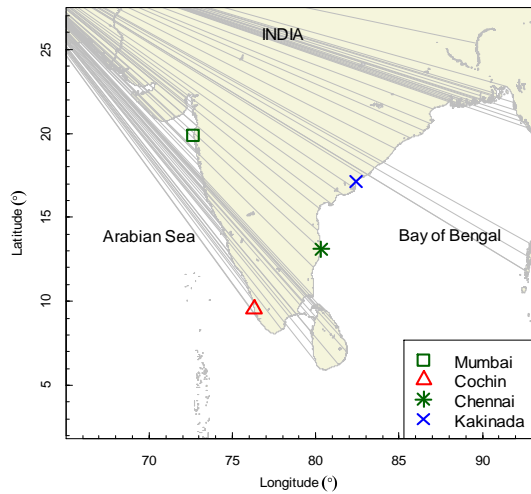 INDIA
Arabian Sea
Bay of Bengal
Latitude (°)
25
20
15
10
5
Mumbai
Cochin
Chennai
Kakinada
70 75 80 85 90
Longitude (°)